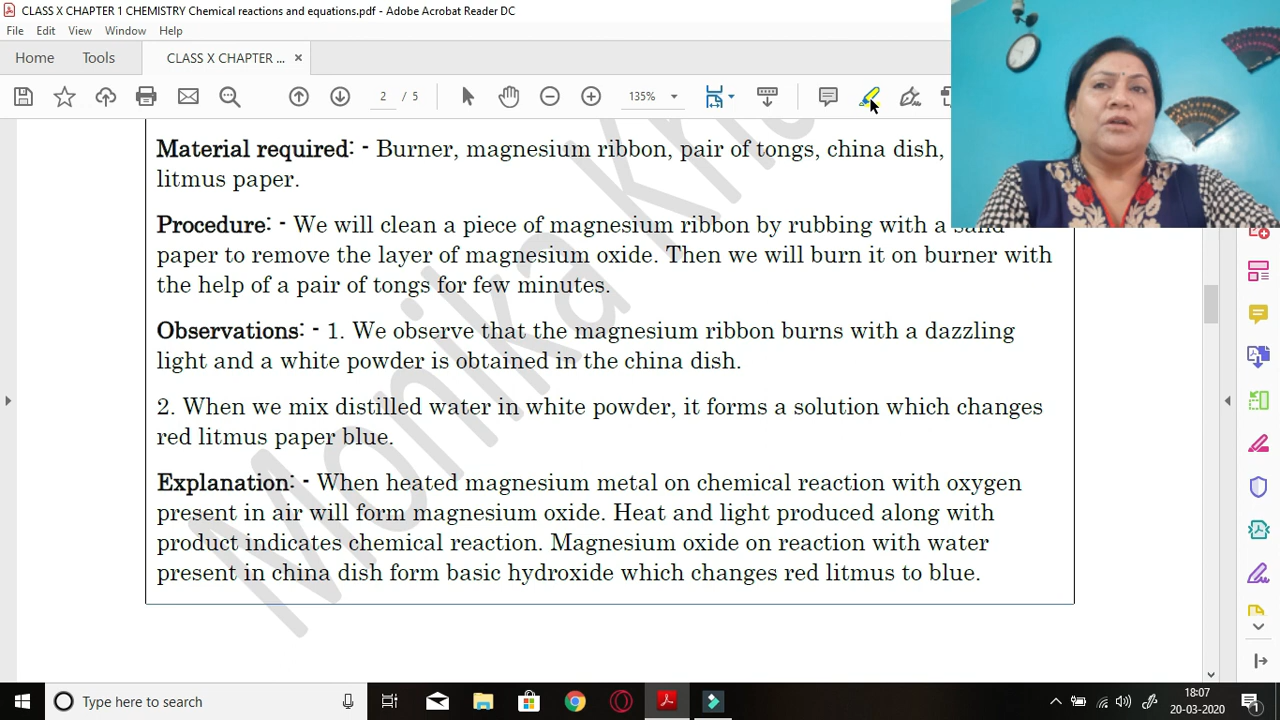 CLASS X CHAPTER 1 CHEMISTRY Chemical reactions and equations.pdf - Adobe Acrobat Reader DC
File Edit View Window Help
Home Tools CLASS X CHAPTER ... ×
2 / 5 135%
Material required: - Burner, magnesium ribbon, pair of tongs, china dish,
litmus paper.
Procedure: - We will clean a piece of magnesium ribbon by rubbing with a sand
paper to remove the layer of magnesium oxide. Then we will burn it on burner with
the help of a pair of tongs for few minutes.
Observations: - 1. We observe that the magnesium ribbon burns with a dazzling
light and a white powder is obtained in the china dish.
2. When we mix distilled water in white powder, it forms a solution which changes
red litmus paper blue.
Explanation: - When heated magnesium metal on chemical reaction with oxygen
present in air will form magnesium oxide. Heat and light produced along with
product indicates chemical reaction. Magnesium oxide on reaction with water
present in china dish form basic hydroxide which changes red litmus to blue.
Monika Kh
Type here to search
18:07
20-03-2020